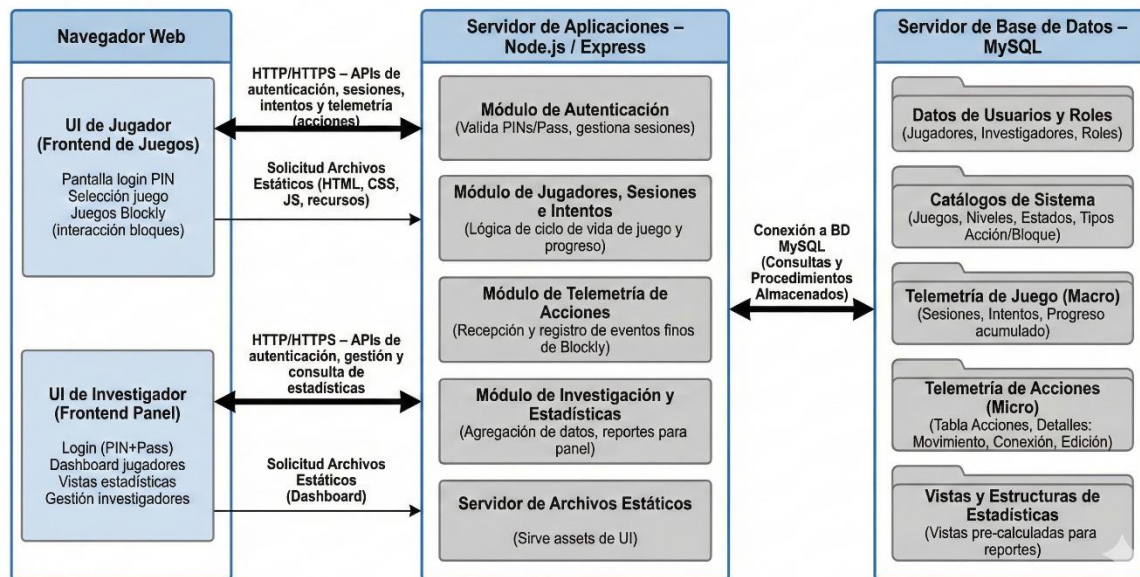 Navegador Web
UI de Jugador
(Frontend de Juegos)
Pantalla login PIN
Selección juego
Juegos Blockly
(interacción bloques)
UI de Investigador
(Frontend Panel)
Login (PIN+Pass)
Dashboard jugadores
Vistas estadísticas
Gestión investigadores
HTTP/HTTPS – APIs de
autenticación, sesiones,
intentos y telemetría
(acciones)
Solicitud Archivos
Estáticos (HTML, CSS,
JS, recursos)
HTTP/HTTPS – APIs de
autenticación, gestión y
consulta de
estadísticas
Solicitud Archivos
Estáticos
(Dashboard)
Servidor de Aplicaciones –
Node.js / Express
Módulo de Autenticación
(Valida PINs/Pass, gestiona sesiones)
Módulo de Jugadores, Sesiones
e Intentos
(Lógica de ciclo de vida de juego y
progreso)
Módulo de Telemetría de
Acciones
(Recepción y registro de eventos finos
de Blockly)
Módulo de Investigación y
Estadísticas
(Agregación de datos, reportes para
panel)
Servidor de Archivos Estáticos
(Sirve assets de UI)
Conexión a BD
MySQL
(Consultas y
Procedimientos
Almacenados)
Servidor de Base de Datos –
MySQL
Datos de Usuarios y Roles
(Jugadores, Investigadores, Roles)
Catálogos de Sistema
(Juegos, Niveles, Estados, Tipos
Acción/Bloque)
Telemetría de Juego (Macro)
(Sesiones, Intentos, Progreso
acumulado)
Telemetría de Acciones
(Micro)
(Tabla Acciones, Detalles:
Movimiento, Conexión, Edición)
Vistas y Estructuras de
Estadísticas
(Vistas pre-calculadas para
reportes)